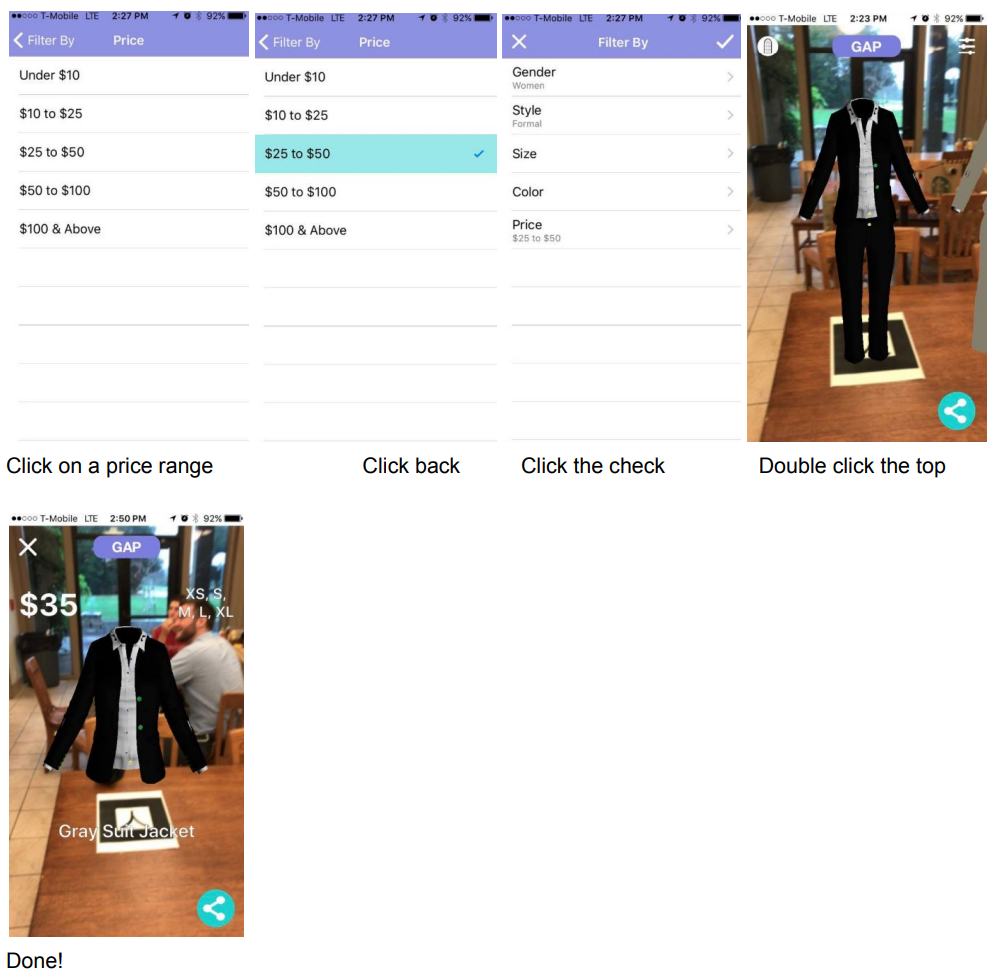 ●●○○○ T-Mobile LTE 2:27 PM 92%
Filter By Price
Under $10
$10 to $25
$25 to $50
$50 to $100
$100 & Above
Click on a price range
●●○○○ T-Mobile LTE 2:27 PM 92%
Filter By Price
Under $10
$10 to $25
$25 to $50
$50 to $100
$100 & Above
Click back
●●○○○ T-Mobile LTE 2:27 PM 92%
Filter By
Gender
Women
Style
Formal
Size
Color
Price
$25 to $50
Click the check
●●○○○ T-Mobile LTE 2:23 PM 92%
GAP
Double click the top
●●○○○ T-Mobile LTE 2:50 PM 92%
GAP
$35
XS, S,
M, L, XL
Gray Suit Jacket
Done!